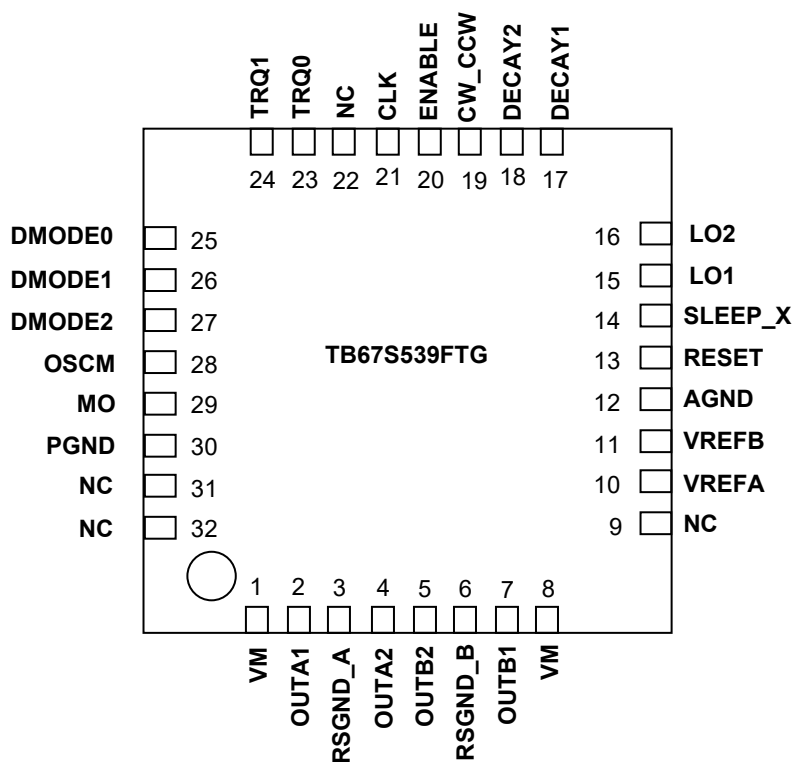 TRQ1
TRQ0
NC
CLK
ENABLE
CW_CCW
DECAY2
DECAY1
24 23 22 21 20 19 18 17
DMODE0 25
DMODE1 26
DMODE2 27
OSCM 28
MO 29
PGND 30
NC 31
NC 32
TB67S539FTG
16 LO2
15 LO1
14 SLEEP_X
13 RESET
12 AGND
11 VREFB
10 VREFA
9 NC
1 2 3 4 5 6 7 8
VM
OUTA1
RSGND_A
OUTA2
OUTB2
RSGND_B
OUTB1
VM